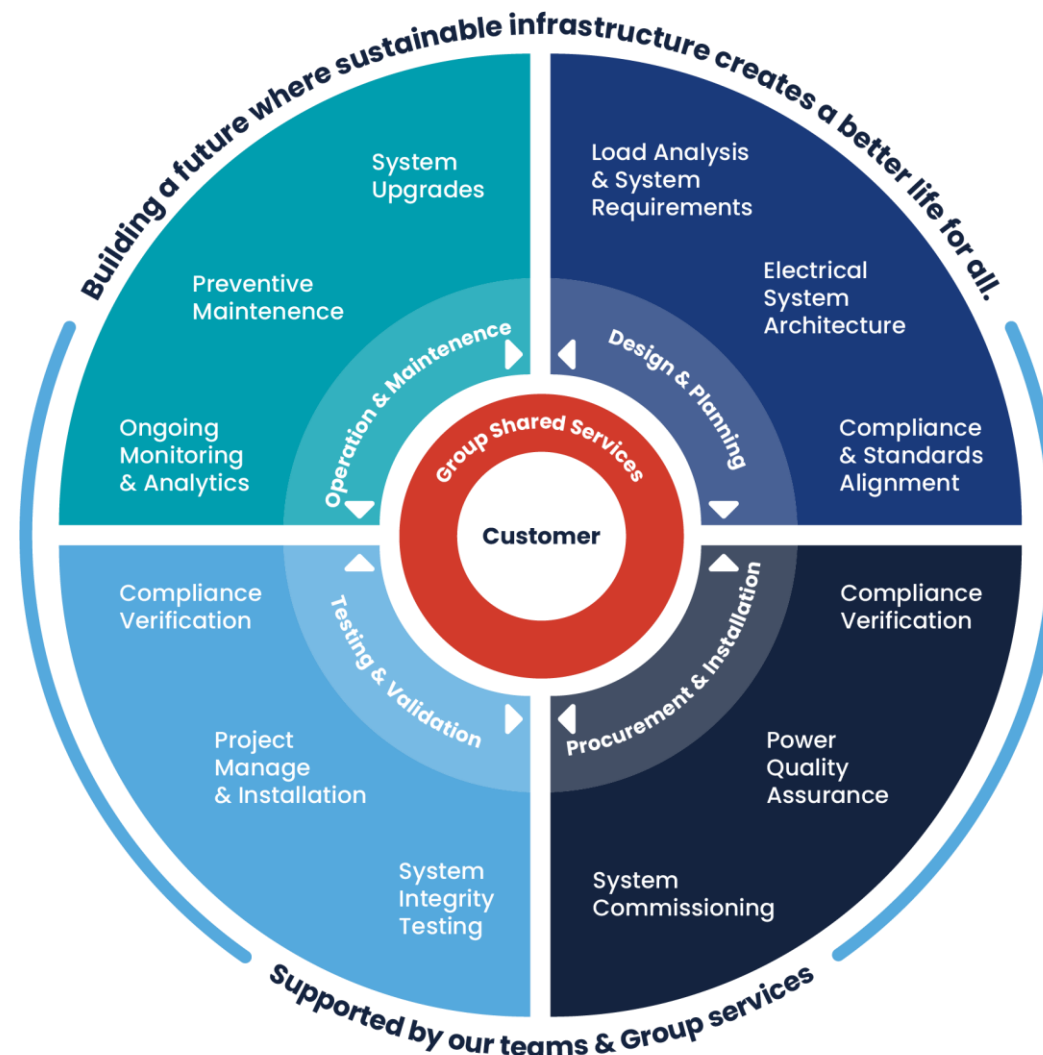 Building a future where sustainable infrastructure creates a better life for all.
System
Upgrades
Preventive
Maintenence
Ongoing
Monitoring
& Analytics
Operation & Maintenence
Load Analysis
& System
Requirements
Electrical
System
Architecture
Compliance
& Standards
Alignment
Design & Planning
Group Shared Services
Customer
Compliance
Verification
Project
Manage
& Installation
System
Integrity
Testing
Testing & Validation
Compliance
Verification
Power
Quality
Assurance
System
Commissioning
Procurement & Installation
Supported by our teams & Group services